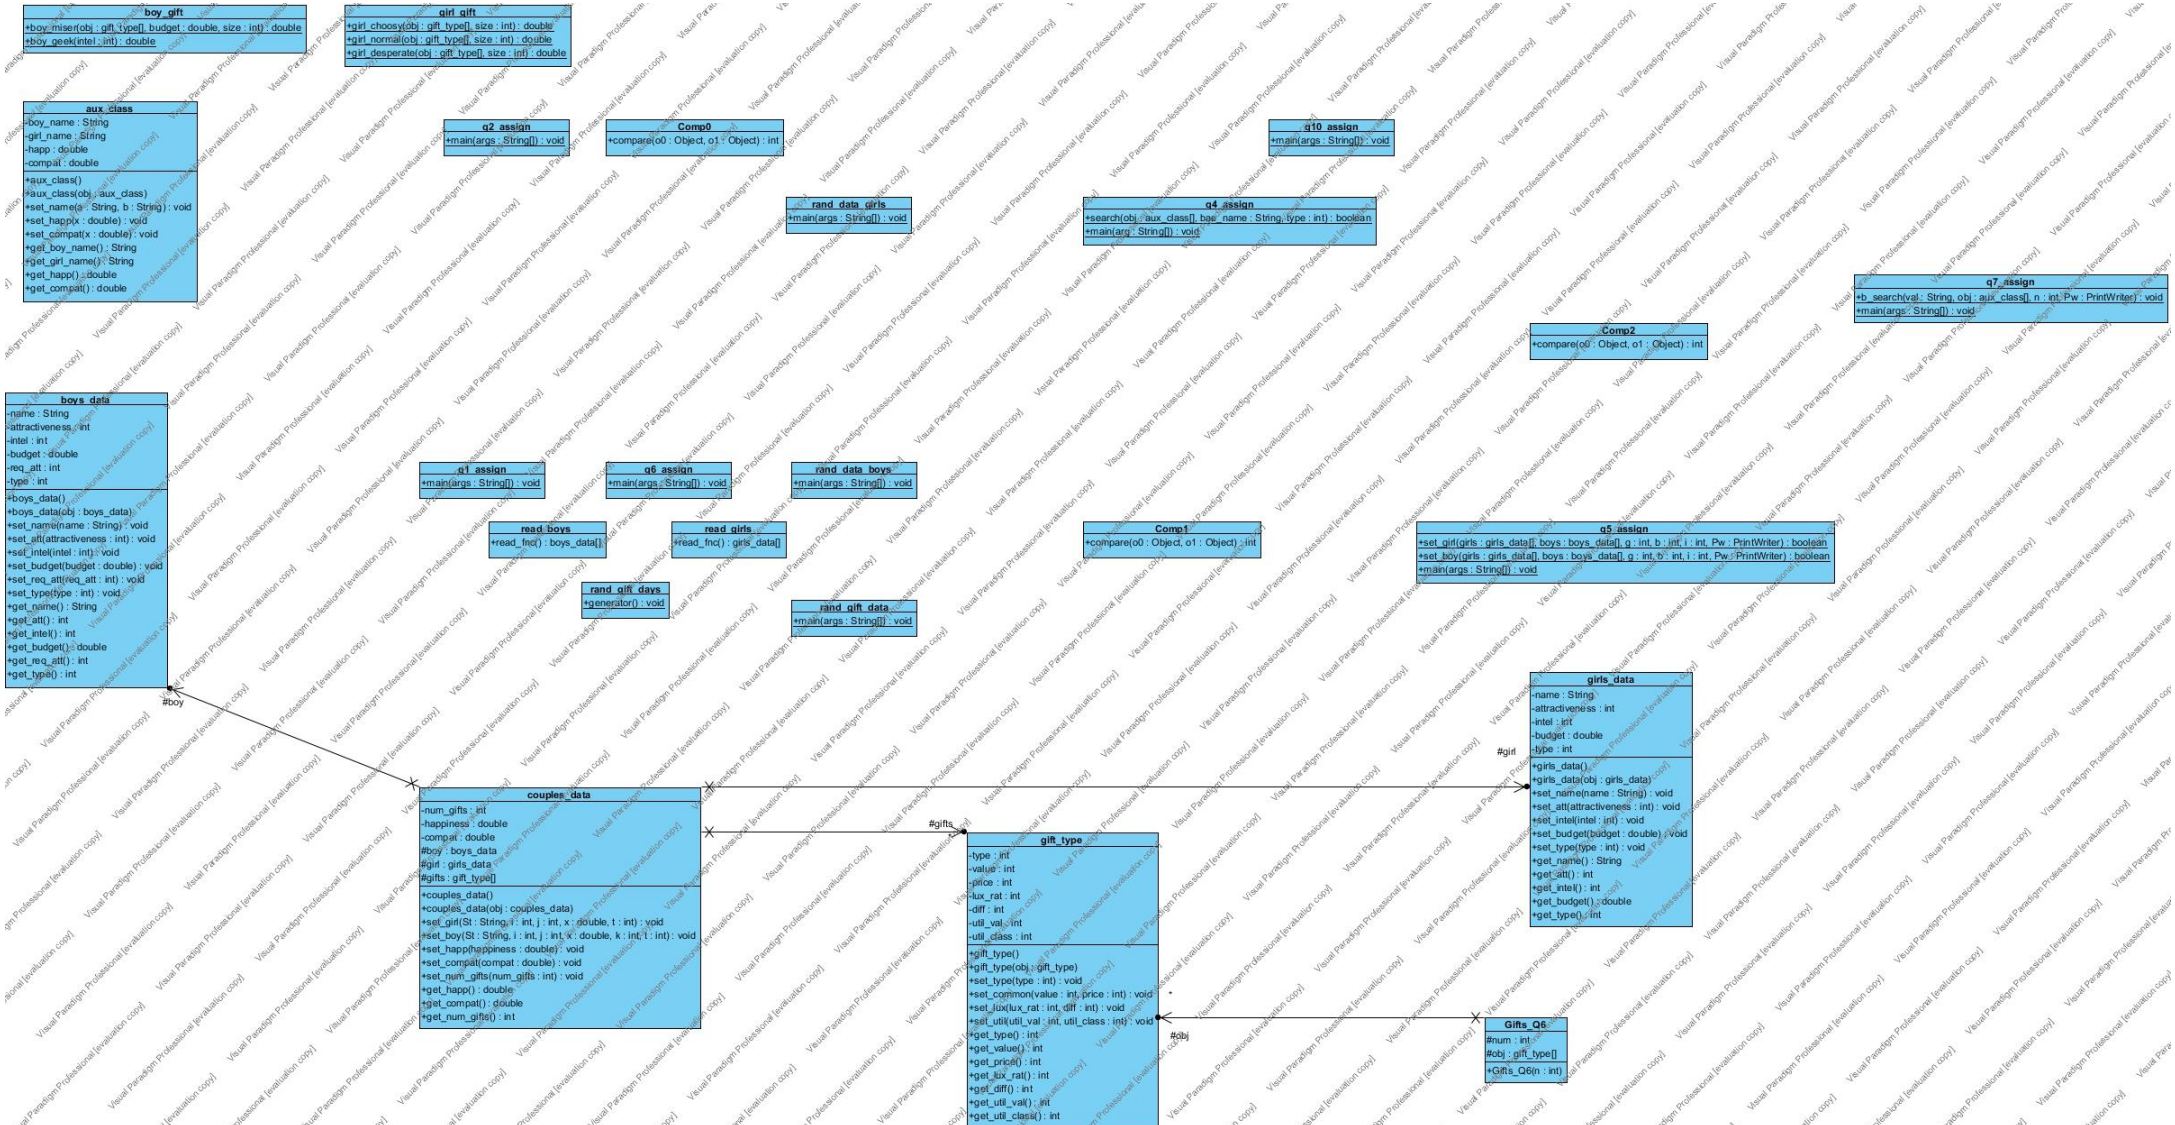 boy_gift
+boy_miser(obj : gift_type[], budget : double, size : int) : double
+boy_geek(intel : int) : double
girl_gift
+girl_choosy(obj : gift_type[], size : int) : double
+girl_normal(obj : gift_type[], size : int) : double
+girl_desperate(obj : gift_type[], size : int) : double
aux_class
-boy_name : String
-girl_name : String
-happ : double
-compat : double
+aux_class()
+aux_class(obj : aux_class)
+set_name(a : String, b : String) : void
+set_happ(x : double) : void
+set_compat(x : double) : void
+get_boy_name() : String
+get_girl_name() : String
+get_happ() : double
+get_compat() : double
q2_assign
+main(args : String[]) : void
Comp0
+compare(o0 : Object, o1 : Object) : int
q10_assign
+main(args : String[]) : void
rand_data_girls
+main(args : String[]) : void
q4_assign
+search(obj : aux_class[], bae_name : String, type : int) : boolean
+main(arg : String[]) : void
q7_assign
+b_search(val : String, obj : aux_class[], n : int, Pw : PrintWriter) : void
+main(args : String[]) : void
Comp2
+compare(o0 : Object, o1 : Object) : int
boys_data
-name : String
-attractiveness : int
-intel : int
-budget : double
-req_att : int
-type : int
+boys_data()
+boys_data(obj : boys_data)
+set_name(name : String) : void
+set_att(attractiveness : int) : void
+set_intel(intel : int) : void
+set_budget(budget : double) : void
+set_req_att(req_att : int) : void
+set_type(type : int) : void
+get_name() : String
+get_att() : int
+get_intel() : int
+get_budget() : double
+get_req_att() : int
+get_type() : int
q1_assign
+main(args : String[]) : void
q6_assign
+main(args : String[]) : void
rand_data_boys
+main(args : String[]) : void
read_boys
+read_fnc() : boys_data[]
read_girls
+read_fnc() : girls_data[]
Comp1
+compare(o0 : Object, o1 : Object) : int
q5_assign
+set_girl(girls : girls_data[], boys : boys_data[], g : int, b : int, i : int, Pw : PrintWriter) : boolean
+set_boy(girls : girls_data[], boys : boys_data[], g : int, b : int, i : int, Pw : PrintWriter) : boolean
+main(args : String[]) : void
rand_gift_days
+generator() : void
rand_gift_data
+main(args : String[]) : void
#boy
#girl
#gifts
*
girls_data
-name : String
-attractiveness : int
-intel : int
-budget : double
-type : int
+girls_data()
+girls_data(obj : girls_data)
+set_name(name : String) : void
+set_att(attractiveness : int) : void
+set_intel(intel : int) : void
+set_budget(budget : double) : void
+set_type(type : int) : void
+get_name() : String
+get_att() : int
+get_intel() : int
+get_budget() : double
+get_type() : int
couples_data
-num_gifts : int
-happiness : double
-compat : double
#boy : boys_data
#girl : girls_data
#gifts : gift_type[]
+couples_data()
+couples_data(obj : couples_data)
+set_girl(St : String, i : int, j : int, x : double, t : int) : void
+set_boy(St : String, i : int, j : int, x : double, k : int, t : int) : void
+set_happ(happiness : double) : void
+set_compat(compat : double) : void
+set_num_gifts(num_gifts : int) : void
+get_happ() : double
+get_compat() : double
+get_num_gifts() : int
gift_type
-type : int
-value : int
-price : int
-lux_rat : int
-diff : int
-util_val : int
-util_class : int
+gift_type()
+gift_type(obj : gift_type)
+set_type(type : int) : void
+set_common(value : int, price : int) : void
+set_lux(lux_rat : int, diff : int) : void
+set_util(util_val : int, util_class : int) : void
+get_type() : int
+get_value() : int
+get_price() : int
+get_lux_rat() : int
+get_diff() : int
+get_util_val() : int
+get_util_class() : int
*
#obj
Gifts_Q6
#num : int
#obj : gift_type[]
+Gifts_Q6(n : int)
Visual Paradigm Professional [evaluation copy]